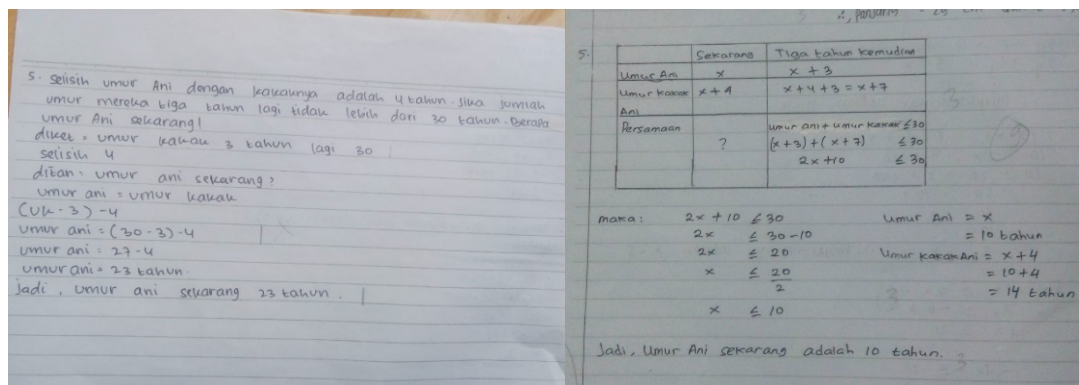 5. selisih umur Ani dengan kakaknya adalah 4 tahun. Jika jumlah
umur mereka tiga tahun lagi tidak lebih dari 30 tahun. Berapa
umur Ani sekarang!
diket = umur kakak 3 tahun lagi 30
selisih 4
ditan = umur ani sekarang?
umur ani = umur kakak
(uk - 3) - 4
umur ani = (30 - 3) - 4
umur ani = 27 - 4
umur ani = 23 tahun.
jadi, umur ani sekarang 23 tahun.
5.
Sekarang Tiga tahun kemudian
Umur Ani x x + 3
Umur kakak x + 4 x + 4 + 3 = x + 7
Ani
Persamaan umur ani + umur kakak ≤ 30
? (x + 3) + (x + 7) ≤ 30
2x + 10 ≤ 30
maka : 2x + 10 ≤ 30
2x ≤ 30 - 10
2x ≤ 20
x ≤ 20/2
x ≤ 10
Umur Ani = x
= 10 tahun
Umur kakak Ani = x + 4
= 10 + 4
= 14 tahun
Jadi, Umur Ani sekarang adalah 10 tahun.